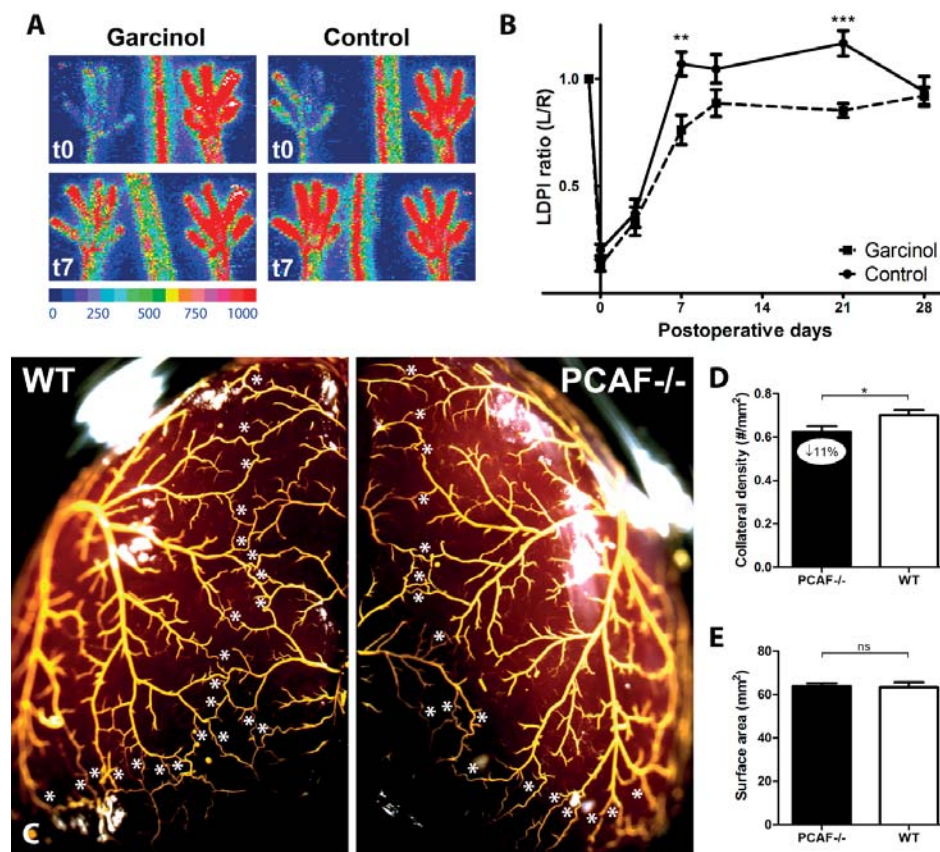 A
Garcinol
Control
t0
t0
t7
t7
0 250 500 750 1000
B
** ***
1.0
0.5
LDPI ratio (L/R)
0 7 14 21 28
Postoperative days
Garcinol
Control
WT
PCAF-/-
* * * * * * * * * * * * * * * * * * * * *
* * * * * * * * * * * * * * * * * *
C
D
*
0.8
0.6
0.4
0.2
0.0
Collateral density (#/mm²)
↓11%
PCAF-/- WT
E
ns
80
60
40
20
0
Surface area (mm²)
PCAF-/- WT